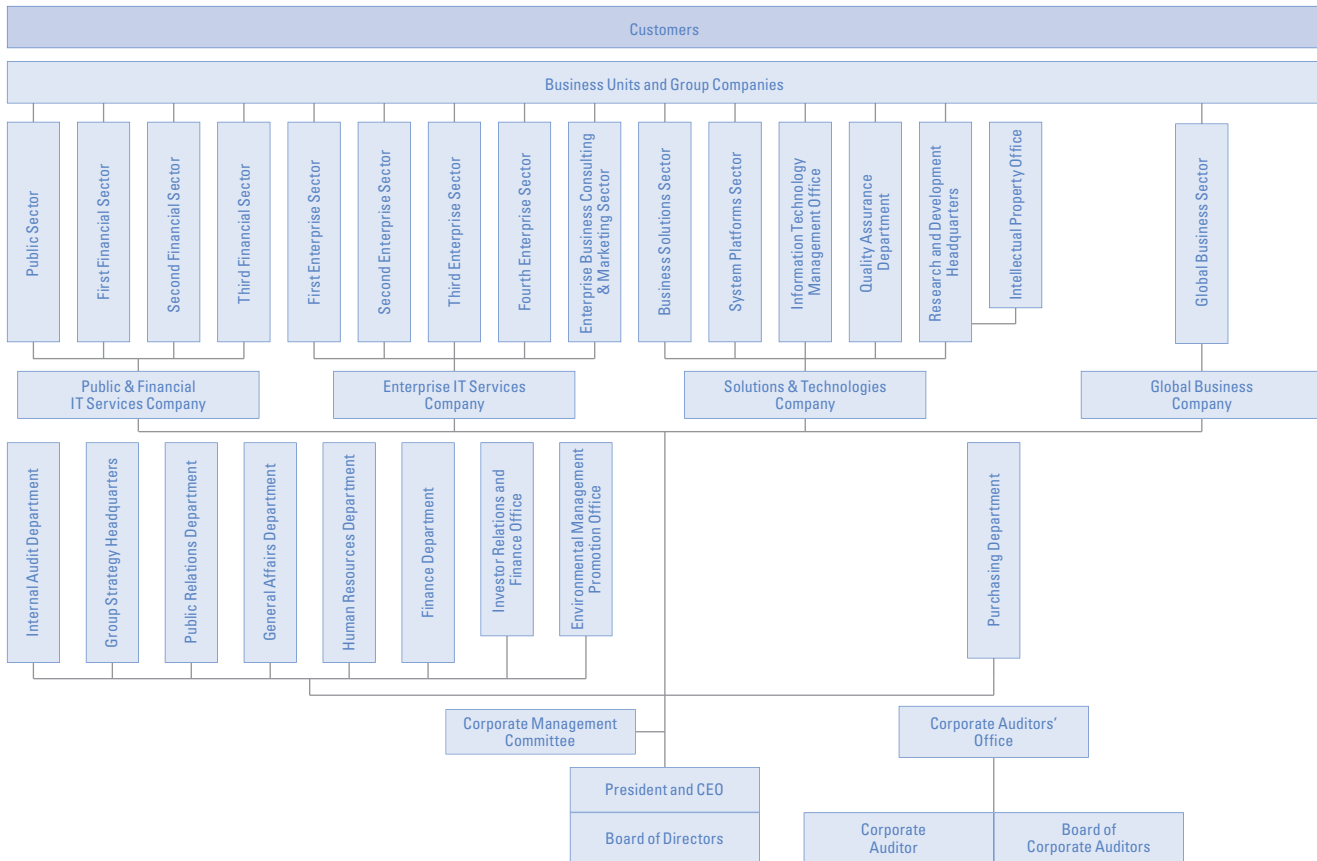 Customers
Business Units and Group Companies
Public Sector
First Financial Sector
Second Financial Sector
Third Financial Sector
First Enterprise Sector
Second Enterprise Sector
Third Enterprise Sector
Fourth Enterprise Sector
Enterprise Business Consulting
& Marketing Sector
Business Solutions Sector
System Platforms Sector
Information Technology
Management Office
Quality Assurance
Department
Research and Development
Headquarters
Intellectual Property Office
Global Business Sector
Public & Financial
IT Services Company
Enterprise IT Services
Company
Solutions & Technologies
Company
Global Business
Company
Internal Audit Department
Group Strategy Headquarters
Public Relations Department
General Affairs Department
Human Resources Department
Finance Department
Investor Relations and
Finance Office
Environmental Management
Promotion Office
Purchasing Department
Corporate Management
Committee
Corporate Auditors’
Office
President and CEO
Board of Directors
Corporate
Auditor
Board of
Corporate Auditors